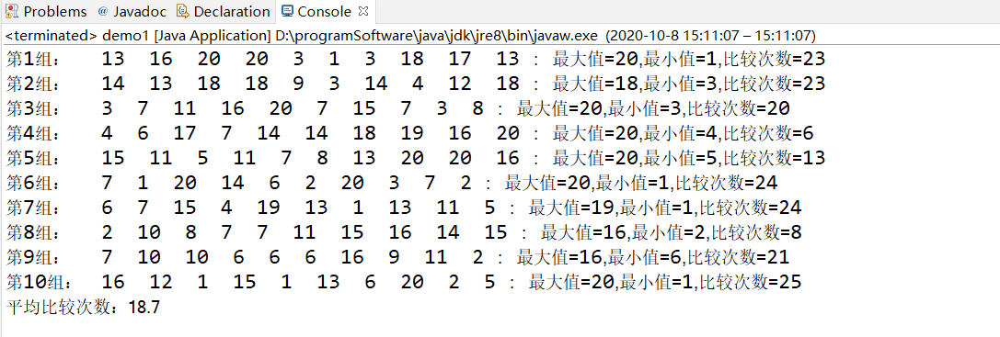 Problems @ Javadoc Declaration Console
<terminated> demo1 [Java Application] D:\programSoftware\java\jdk\jre8\bin\javaw.exe (2020-10-8 15:11:07 – 15:11:07)
第1组: 13 16 20 20 3 1 3 18 17 13 : 最大值=20,最小值=1,比较次数=23
第2组: 14 13 18 18 9 3 14 4 12 18 : 最大值=18,最小值=3,比较次数=23
第3组: 3 7 11 16 20 7 15 7 3 8 : 最大值=20,最小值=3,比较次数=20
第4组: 4 6 17 7 14 14 18 19 16 20 : 最大值=20,最小值=4,比较次数=6
第5组: 15 11 5 11 7 8 13 20 20 16 : 最大值=20,最小值=5,比较次数=13
第6组: 7 1 20 14 6 2 20 3 7 2 : 最大值=20,最小值=1,比较次数=24
第7组: 6 7 15 4 19 13 1 13 11 5 : 最大值=19,最小值=1,比较次数=24
第8组: 2 10 8 7 7 11 15 16 14 15 : 最大值=16,最小值=2,比较次数=8
第9组: 7 10 10 6 6 6 16 9 11 2 : 最大值=16,最小值=6,比较次数=21
第10组: 16 12 1 15 1 13 6 20 2 5 : 最大值=20,最小值=1,比较次数=25
平均比较次数：18.7